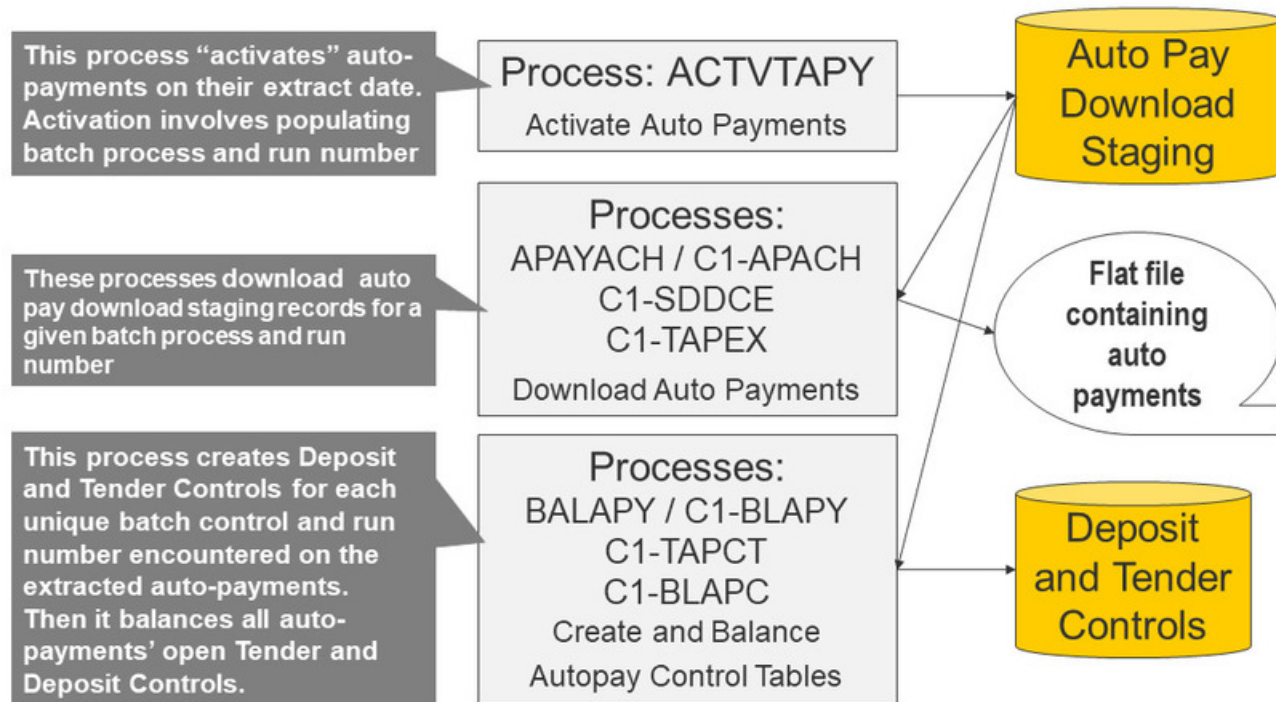 This process “activates” auto-
payments on their extract date.
Activation involves populating
batch process and run number
Process: ACTVTAPY
Activate Auto Payments
Auto Pay
Download
Staging
These processes download auto
pay download staging records for a
given batch process and run
number
Processes:
APAYACH / C1-APACH
C1-SDDCE
C1-TAPEX
Download Auto Payments
Flat file
containing
auto
payments
This process creates Deposit
and Tender Controls for each
unique batch control and run
number encountered on the
extracted auto-payments.
Then it balances all auto-
payments’ open Tender and
Deposit Controls.
Processes:
BALAPY / C1-BLAPY
C1-TAPCT
C1-BLAPC
Create and Balance
Autopay Control Tables
Deposit
and Tender
Controls